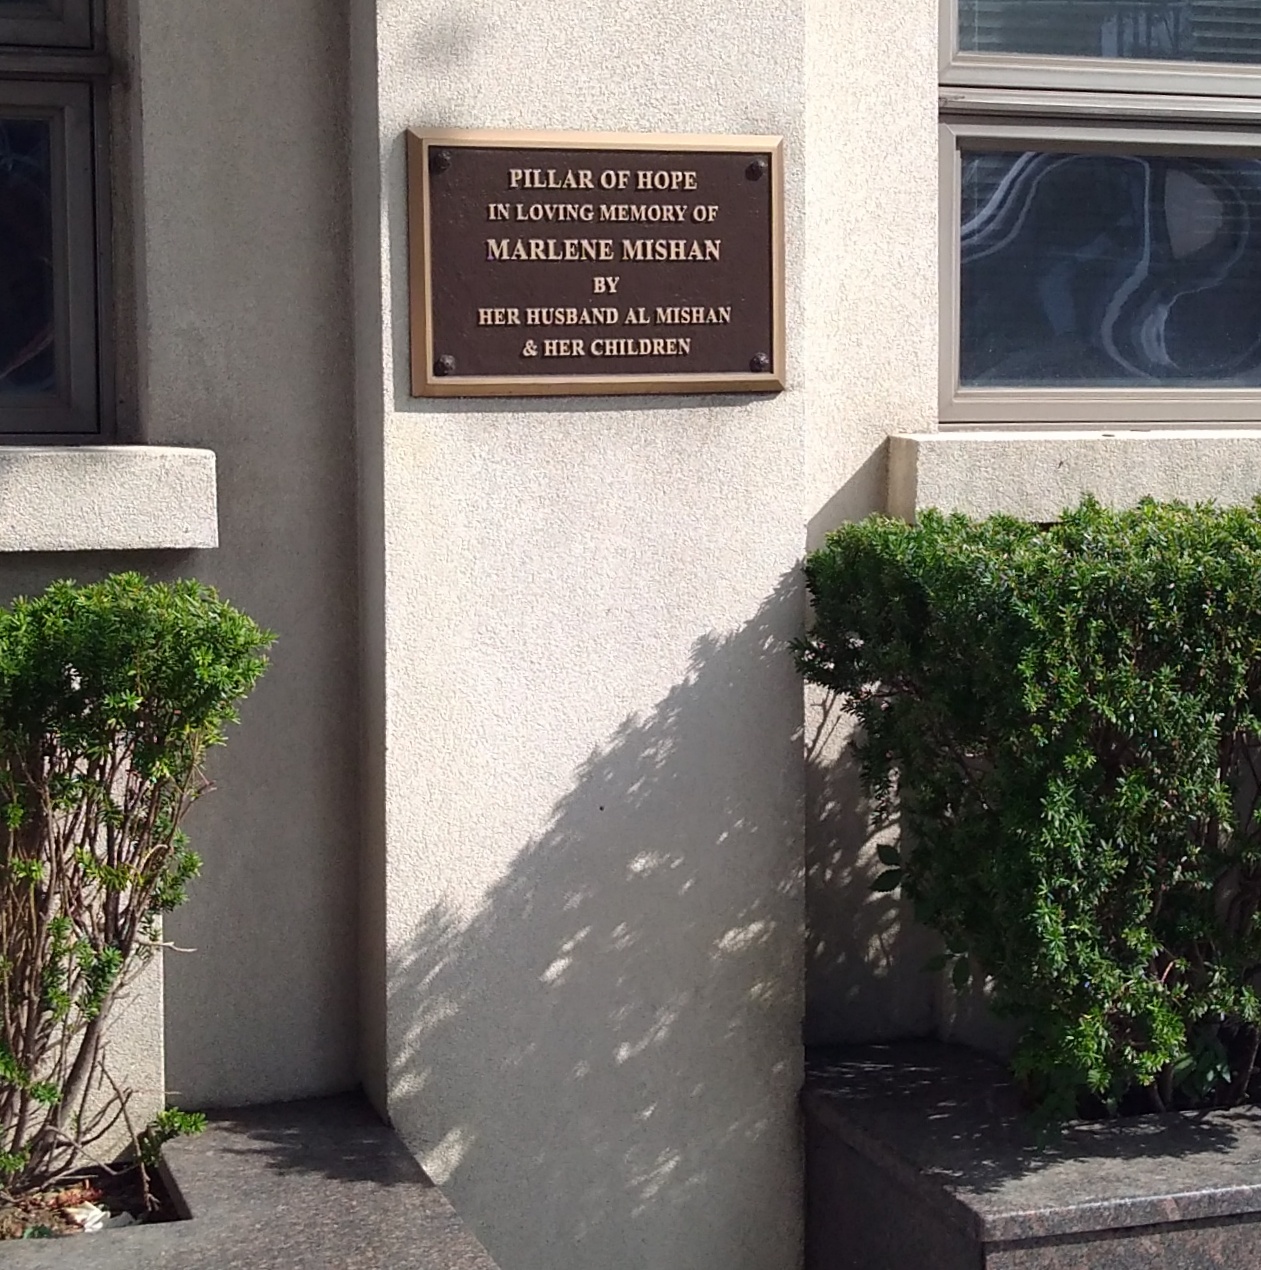 PILLAR OF HOPE
IN LOVING MEMORY OF
MARLENE MISHAN
BY
HER HUSBAND AL MISHAN
& HER CHILDREN